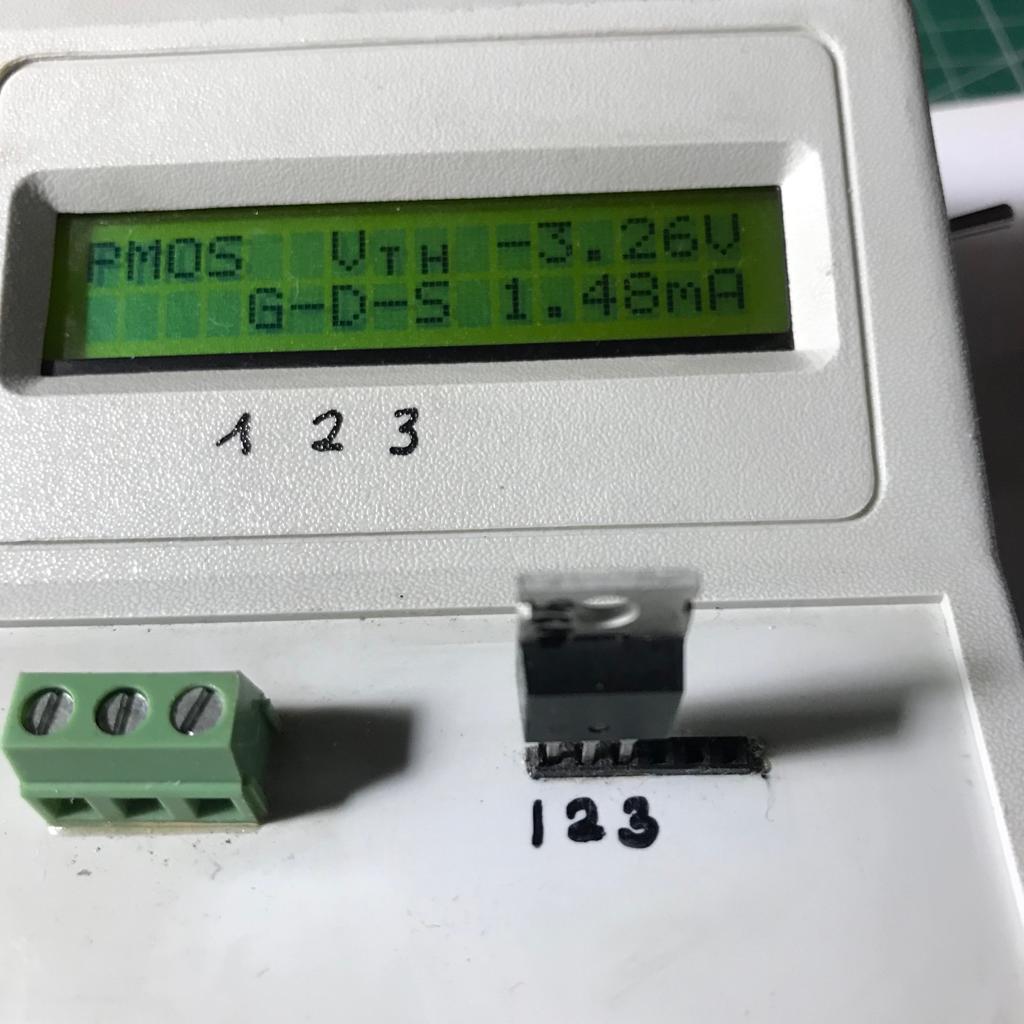 PMOS VTH -3.26V
G-D-S 1.48mA
1 2 3
123